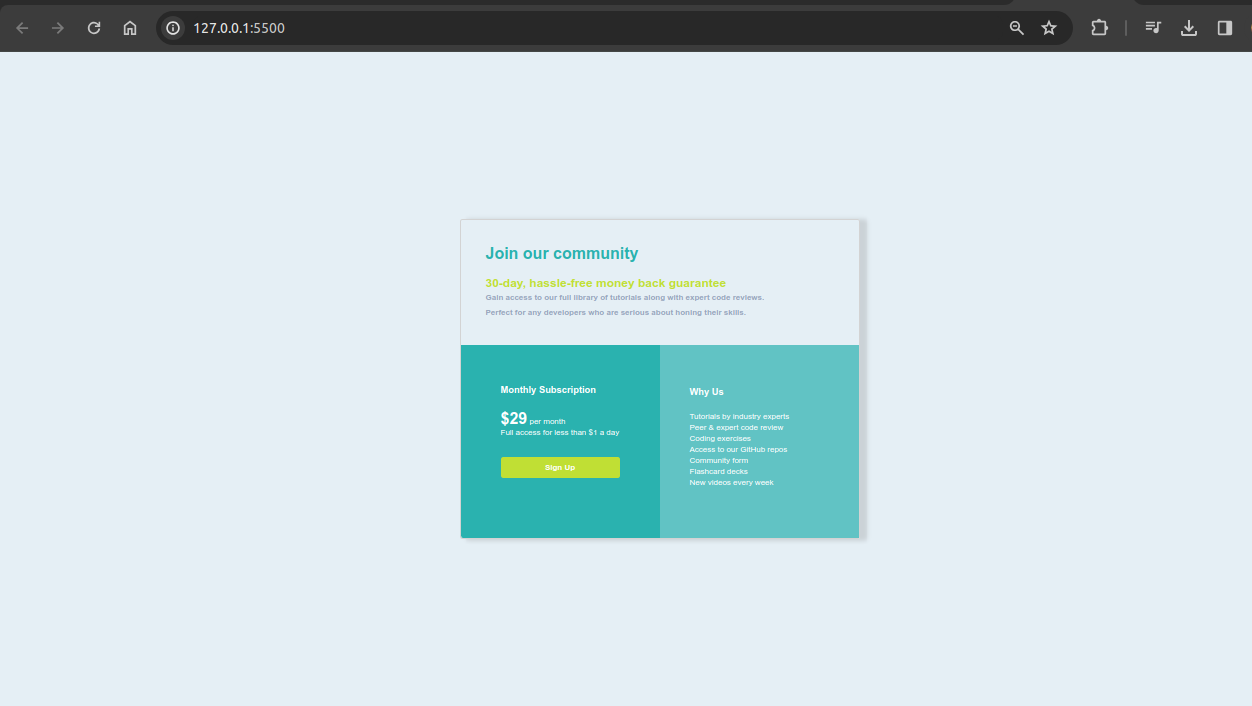 127.0.0.1:5500
Join our community
30-day, hassle-free money back guarantee
Gain access to our full library of tutorials along with expert code reviews.
Perfect for any developers who are serious about honing their skills.
Monthly Subscription
$29 per month
Full access for less than $1 a day
Sign Up
Why Us
Tutorials by industry experts
Peer & expert code review
Coding exercises
Access to our GitHub repos
Community form
Flashcard decks
New videos every week